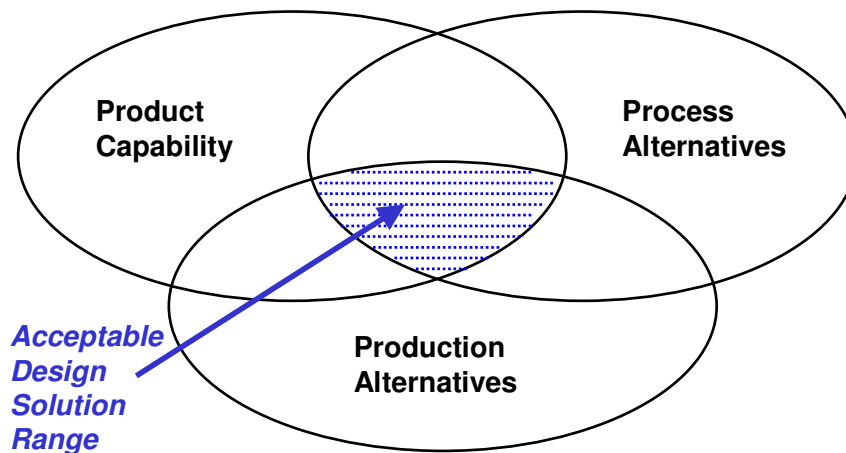 Product
Capability
Process
Alternatives
Production
Alternatives
Acceptable
Design
Solution
Range